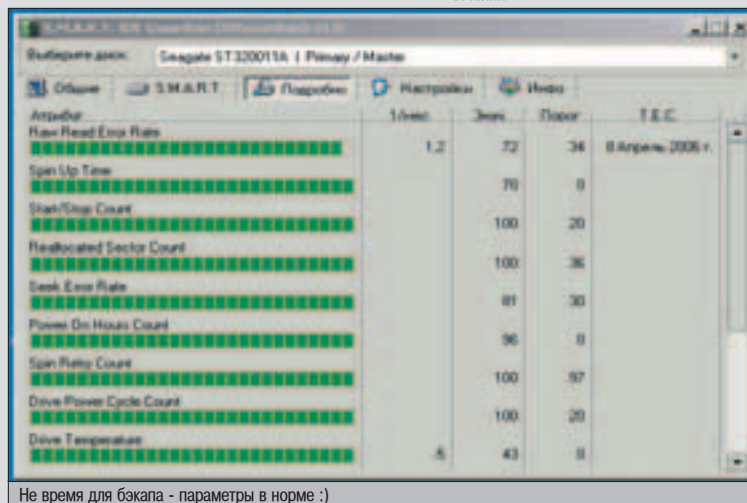 Выберите диск: Seagate ST320011A ( Primary / Master
Общие S.M.A.R.T. Подробно Настройки Инфо
Атрибут 1/мес. Знач. Порог T.E.C.
Raw Read Error Rate
1,2 72 34 8 Апрель 2006 г.
Spin Up Time
70 0
Start/Stop Count
100 20
Reallocated Sector Count
100 36
Seek Error Rate
81 30
Power On Hours Count
96 0
Spin Retry Count
100 97
Drive Power Cycle Count
100 20
Drive Temperature
43 0
Не время для бэкапа - параметры в норме :)